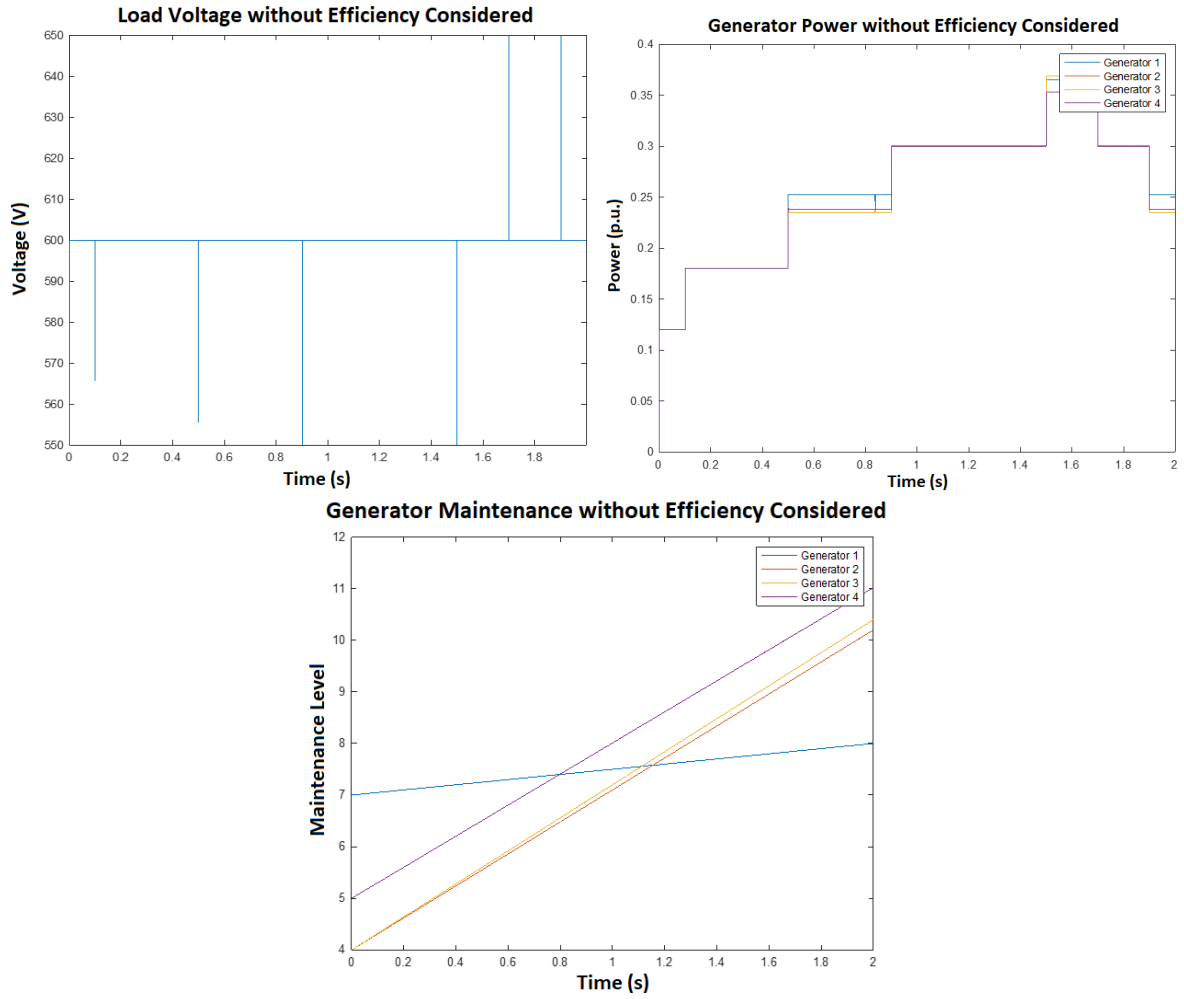 Load Voltage without Efficiency Considered
650
640
630
620
610
600
590
580
570
560
550
Voltage (V)
0 0.2 0.4 0.6 0.8 1 1.2 1.4 1.6 1.8
Time (s)
Generator Power without Efficiency Considered
0.4
0.35
0.3
0.25
0.2
0.15
0.1
0.05
0
Power (p.u.)
Generator 1
Generator 2
Generator 3
Generator 4
0 0.2 0.4 0.6 0.8 1 1.2 1.4 1.6 1.8 2
Time (s)
Generator Maintenance without Efficiency Considered
12
11
10
9
8
7
6
5
4
Maintenance Level
Generator 1
Generator 2
Generator 3
Generator 4
0 0.2 0.4 0.6 0.8 1 1.2 1.4 1.6 1.8 2
Time (s)